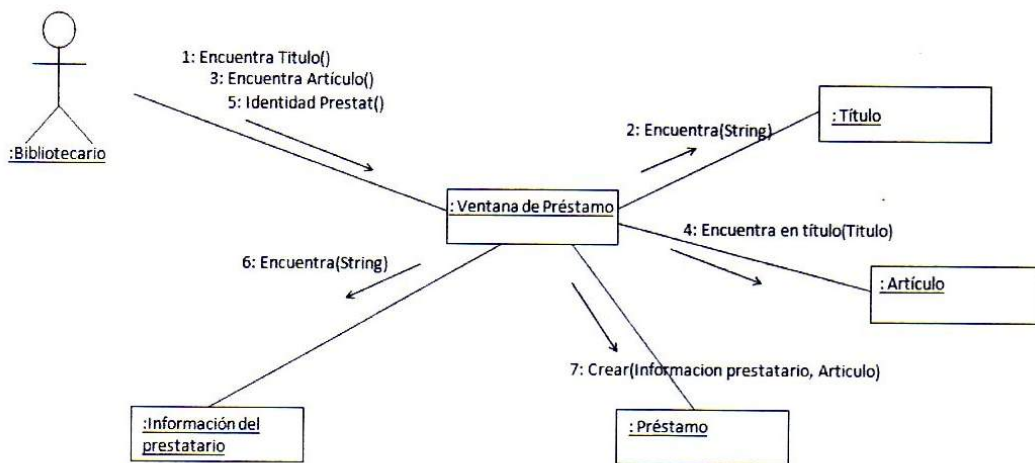 1: Encuentra Titulo()
3: Encuentra Artículo()
5: Identidad Prestat()
:Bibliotecario
2: Encuentra(String)
: Título
: Ventana de Préstamo
4: Encuentra en título(Titulo)
6: Encuentra(String)
: Artículo
7: Crear(Informacion prestatario, Articulo)
:Información del
prestatario
: Préstamo